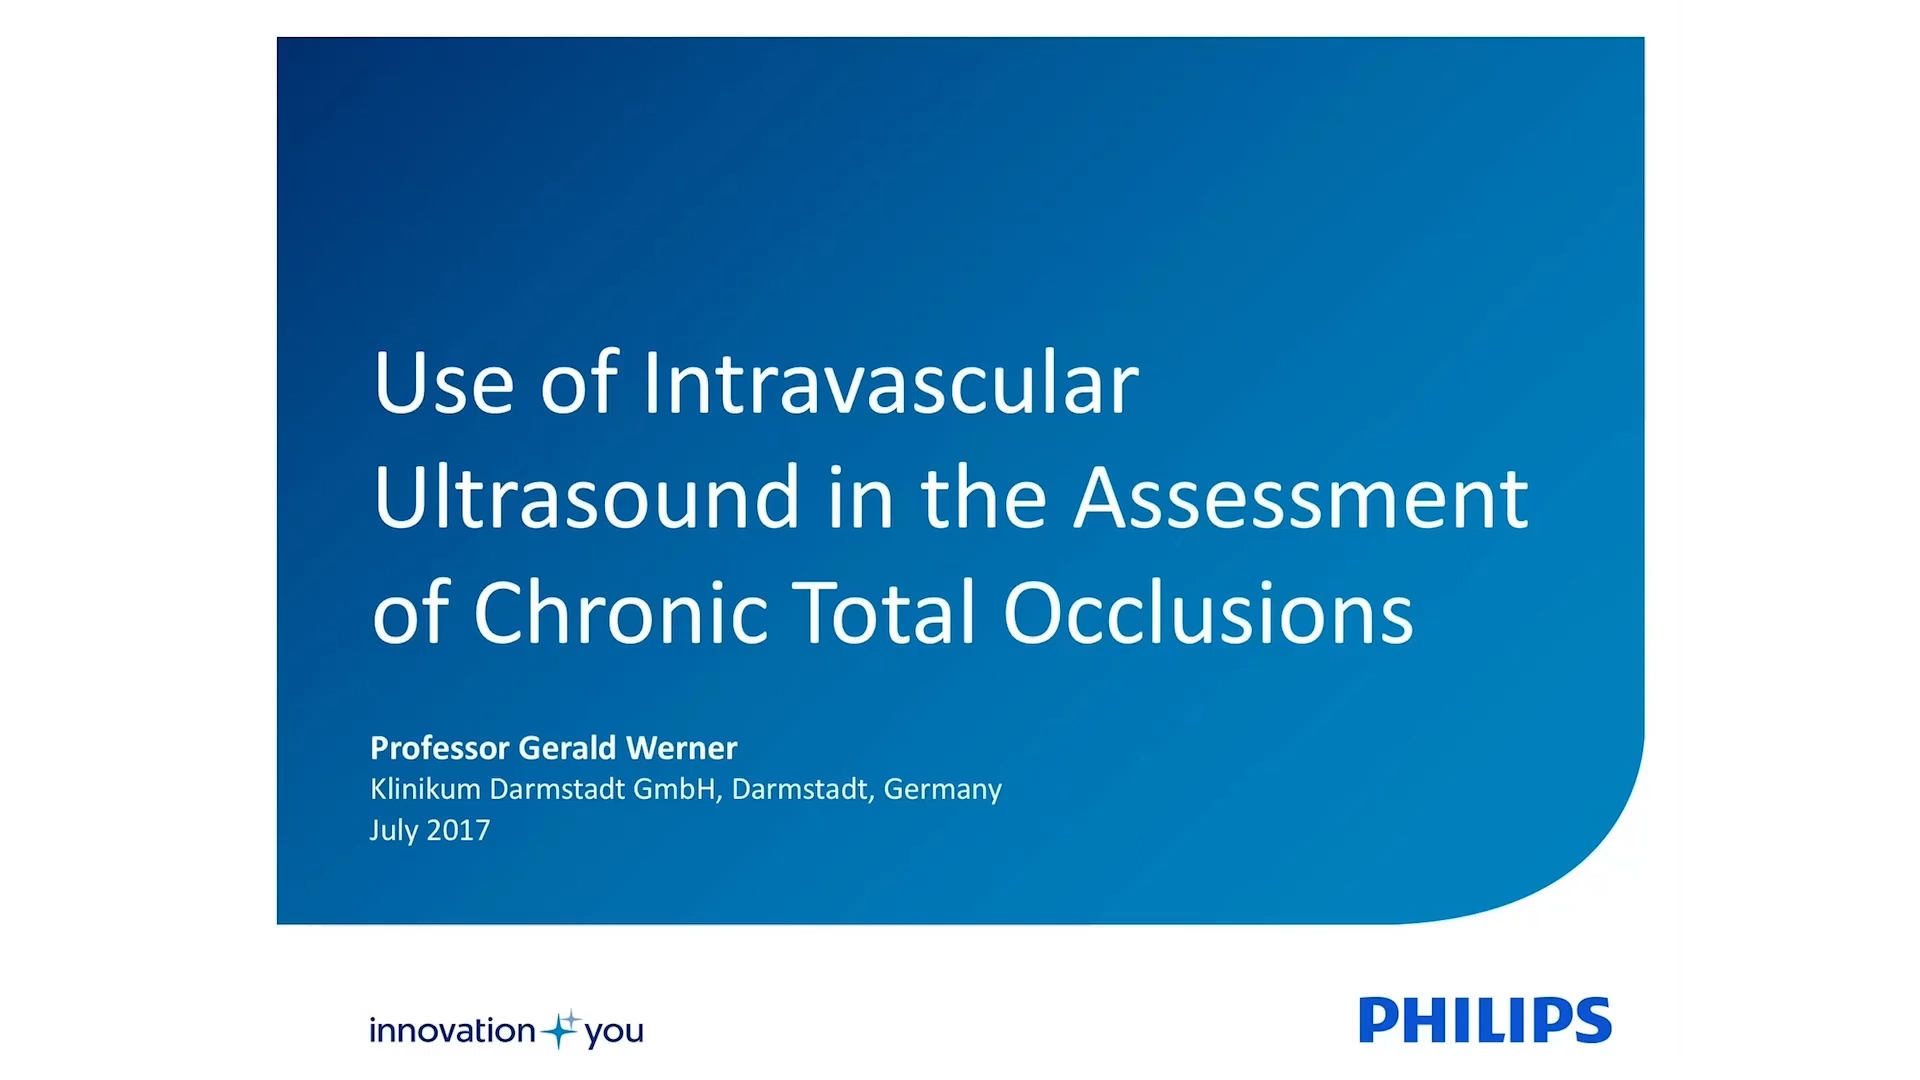 Use of Intravascular
Ultrasound in the Assessment
of Chronic Total Occlusions
Professor Gerald Werner
Klinikum Darmstadt GmbH, Darmstadt, Germany
July 2017
innovation you
PHILIPS